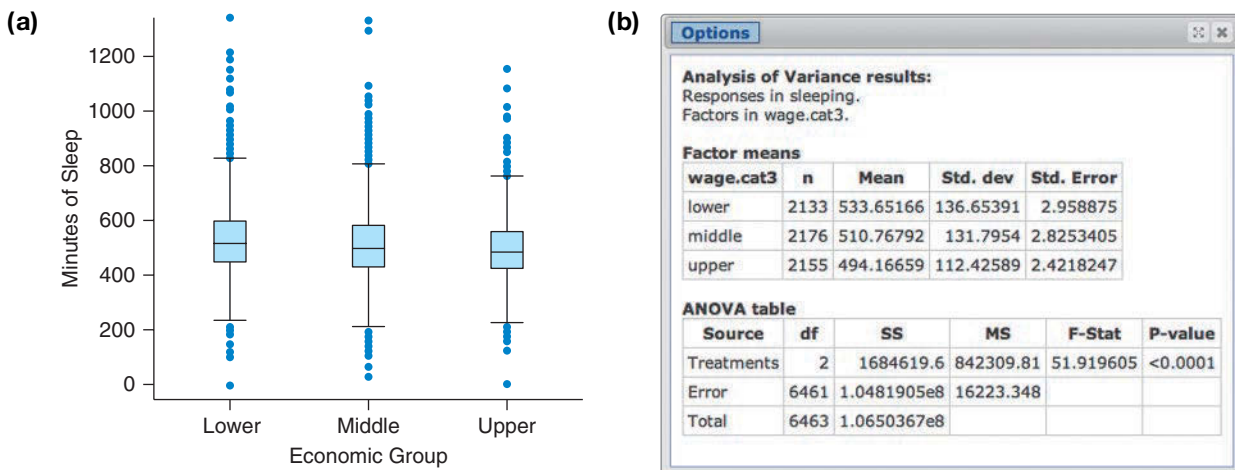 (a)
Minutes of Sleep
1200
1000
800
600
400
200
0
Lower Middle Upper
Economic Group
(b)
Options
Analysis of Variance results:
Responses in sleeping.
Factors in wage.cat3.
Factor means
wage.cat3 n Mean Std. dev Std. Error
lower 2133 533.65166 136.65391 2.958875
middle 2176 510.76792 131.7954 2.8253405
upper 2155 494.16659 112.42589 2.4218247
ANOVA table
Source df SS MS F-Stat P-value
Treatments 2 1684619.6 842309.81 51.919605 <0.0001
Error 6461 1.0481905e8 16223.348
Total 6463 1.0650367e8